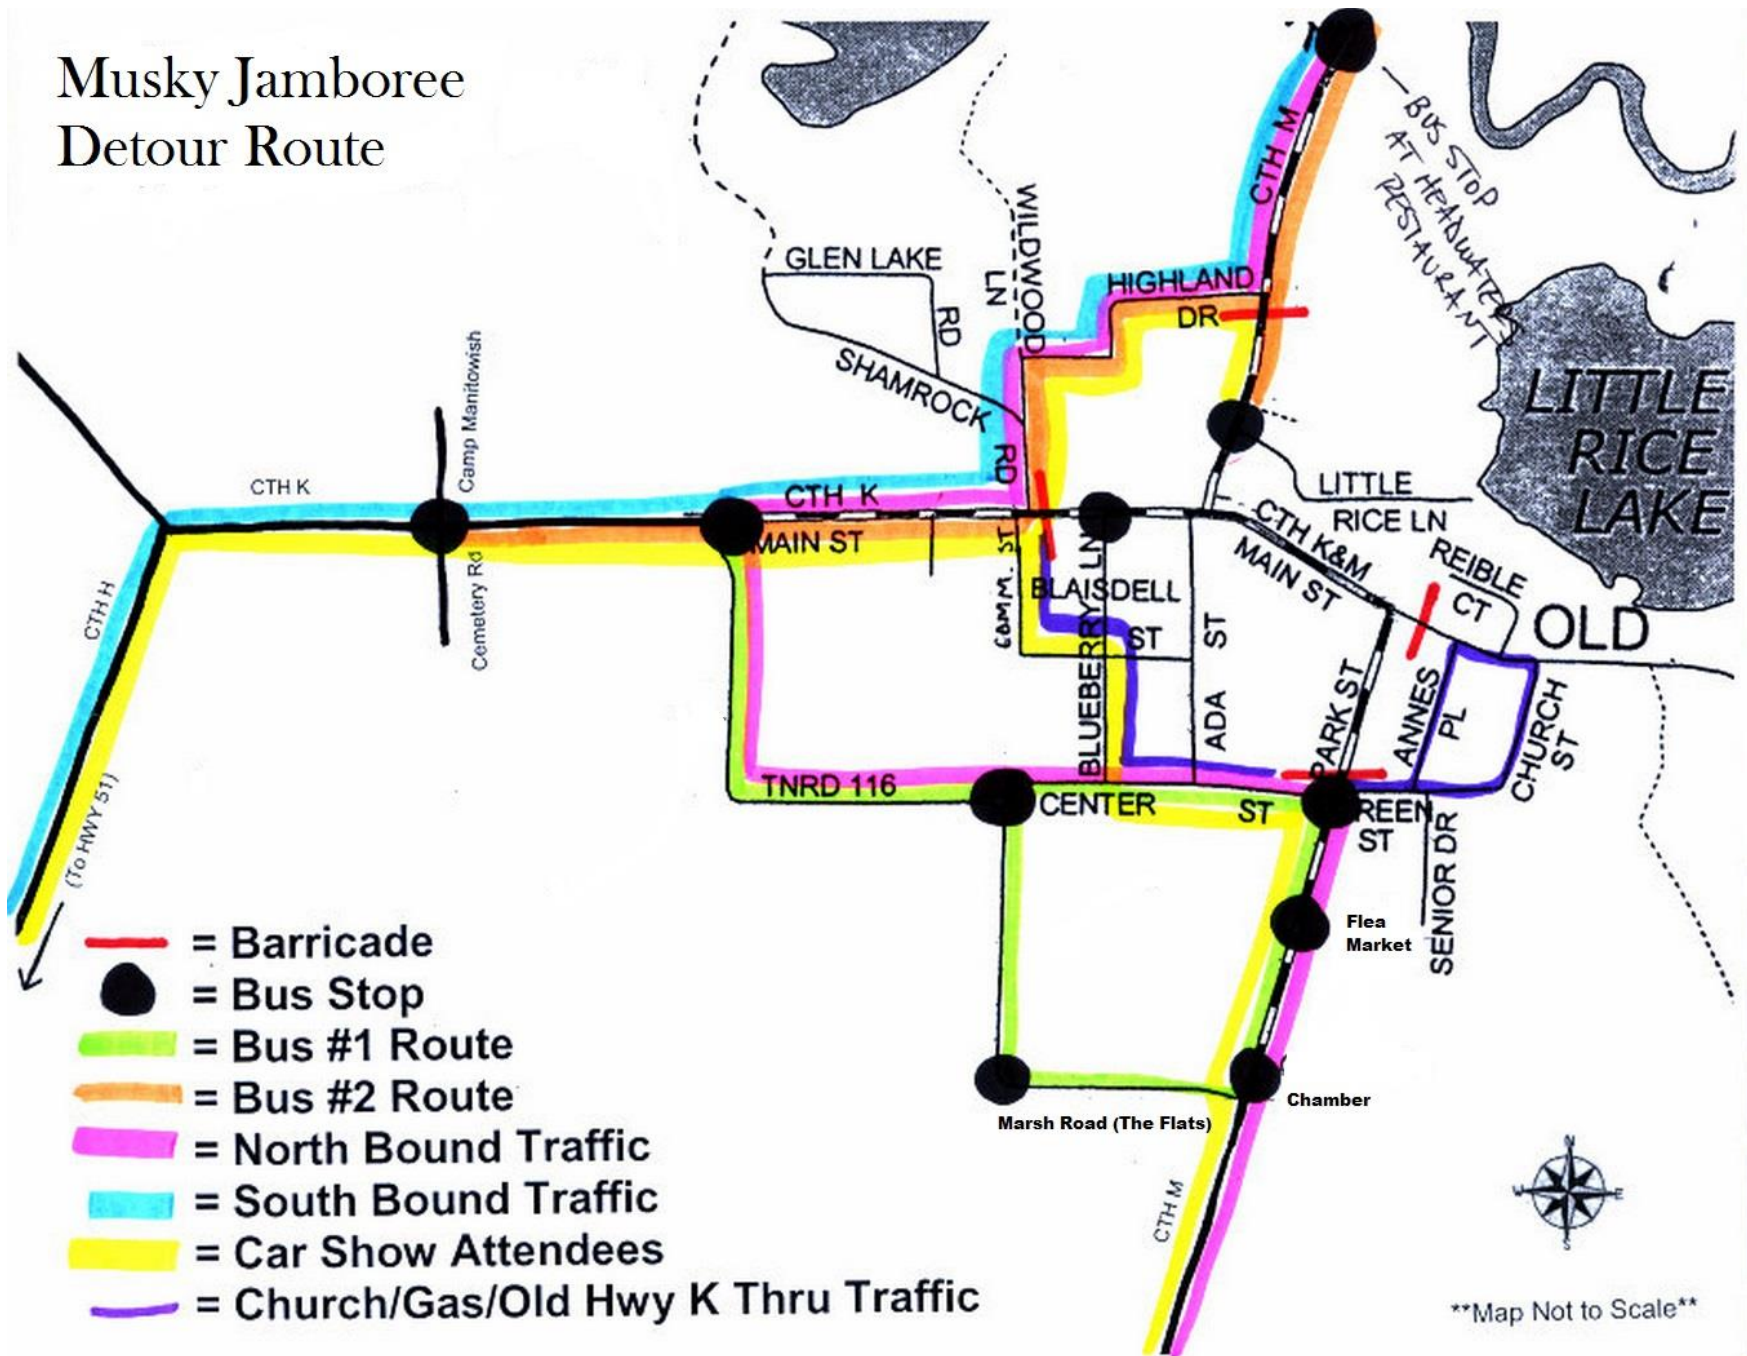 Musky Jamboree
Detour Route
CTH M
BUS STOP
AT HEADWATERS
RESTAURANT
WILDWOOD
LN
GLEN LAKE
RD
SHAMROCK
RD
HIGHLAND
DR
LITTLE
RICE
LAKE
Camp Manitowish
CTH K
CTH K
MAIN ST
Cemetery Rd
LITTLE
RICE LN
CTH K&M
MAIN ST
REIBLE
CT
OLD
COMM. ST
BLAISDELL
ST
BLUEBERRY LN
ADA
ST
PARK ST
ANNES
PL
CHURCH
ST
CTH H
(To HWY 51)
TNRD 116
CENTER
ST
REEN
ST
SENIOR DR
Flea
Market
Chamber
Marsh Road (The Flats)
CTH M
= Barricade
= Bus Stop
= Bus #1 Route
= Bus #2 Route
= North Bound Traffic
= South Bound Traffic
= Car Show Attendees
= Church/Gas/Old Hwy K Thru Traffic
N
W E
S
**Map Not to Scale**